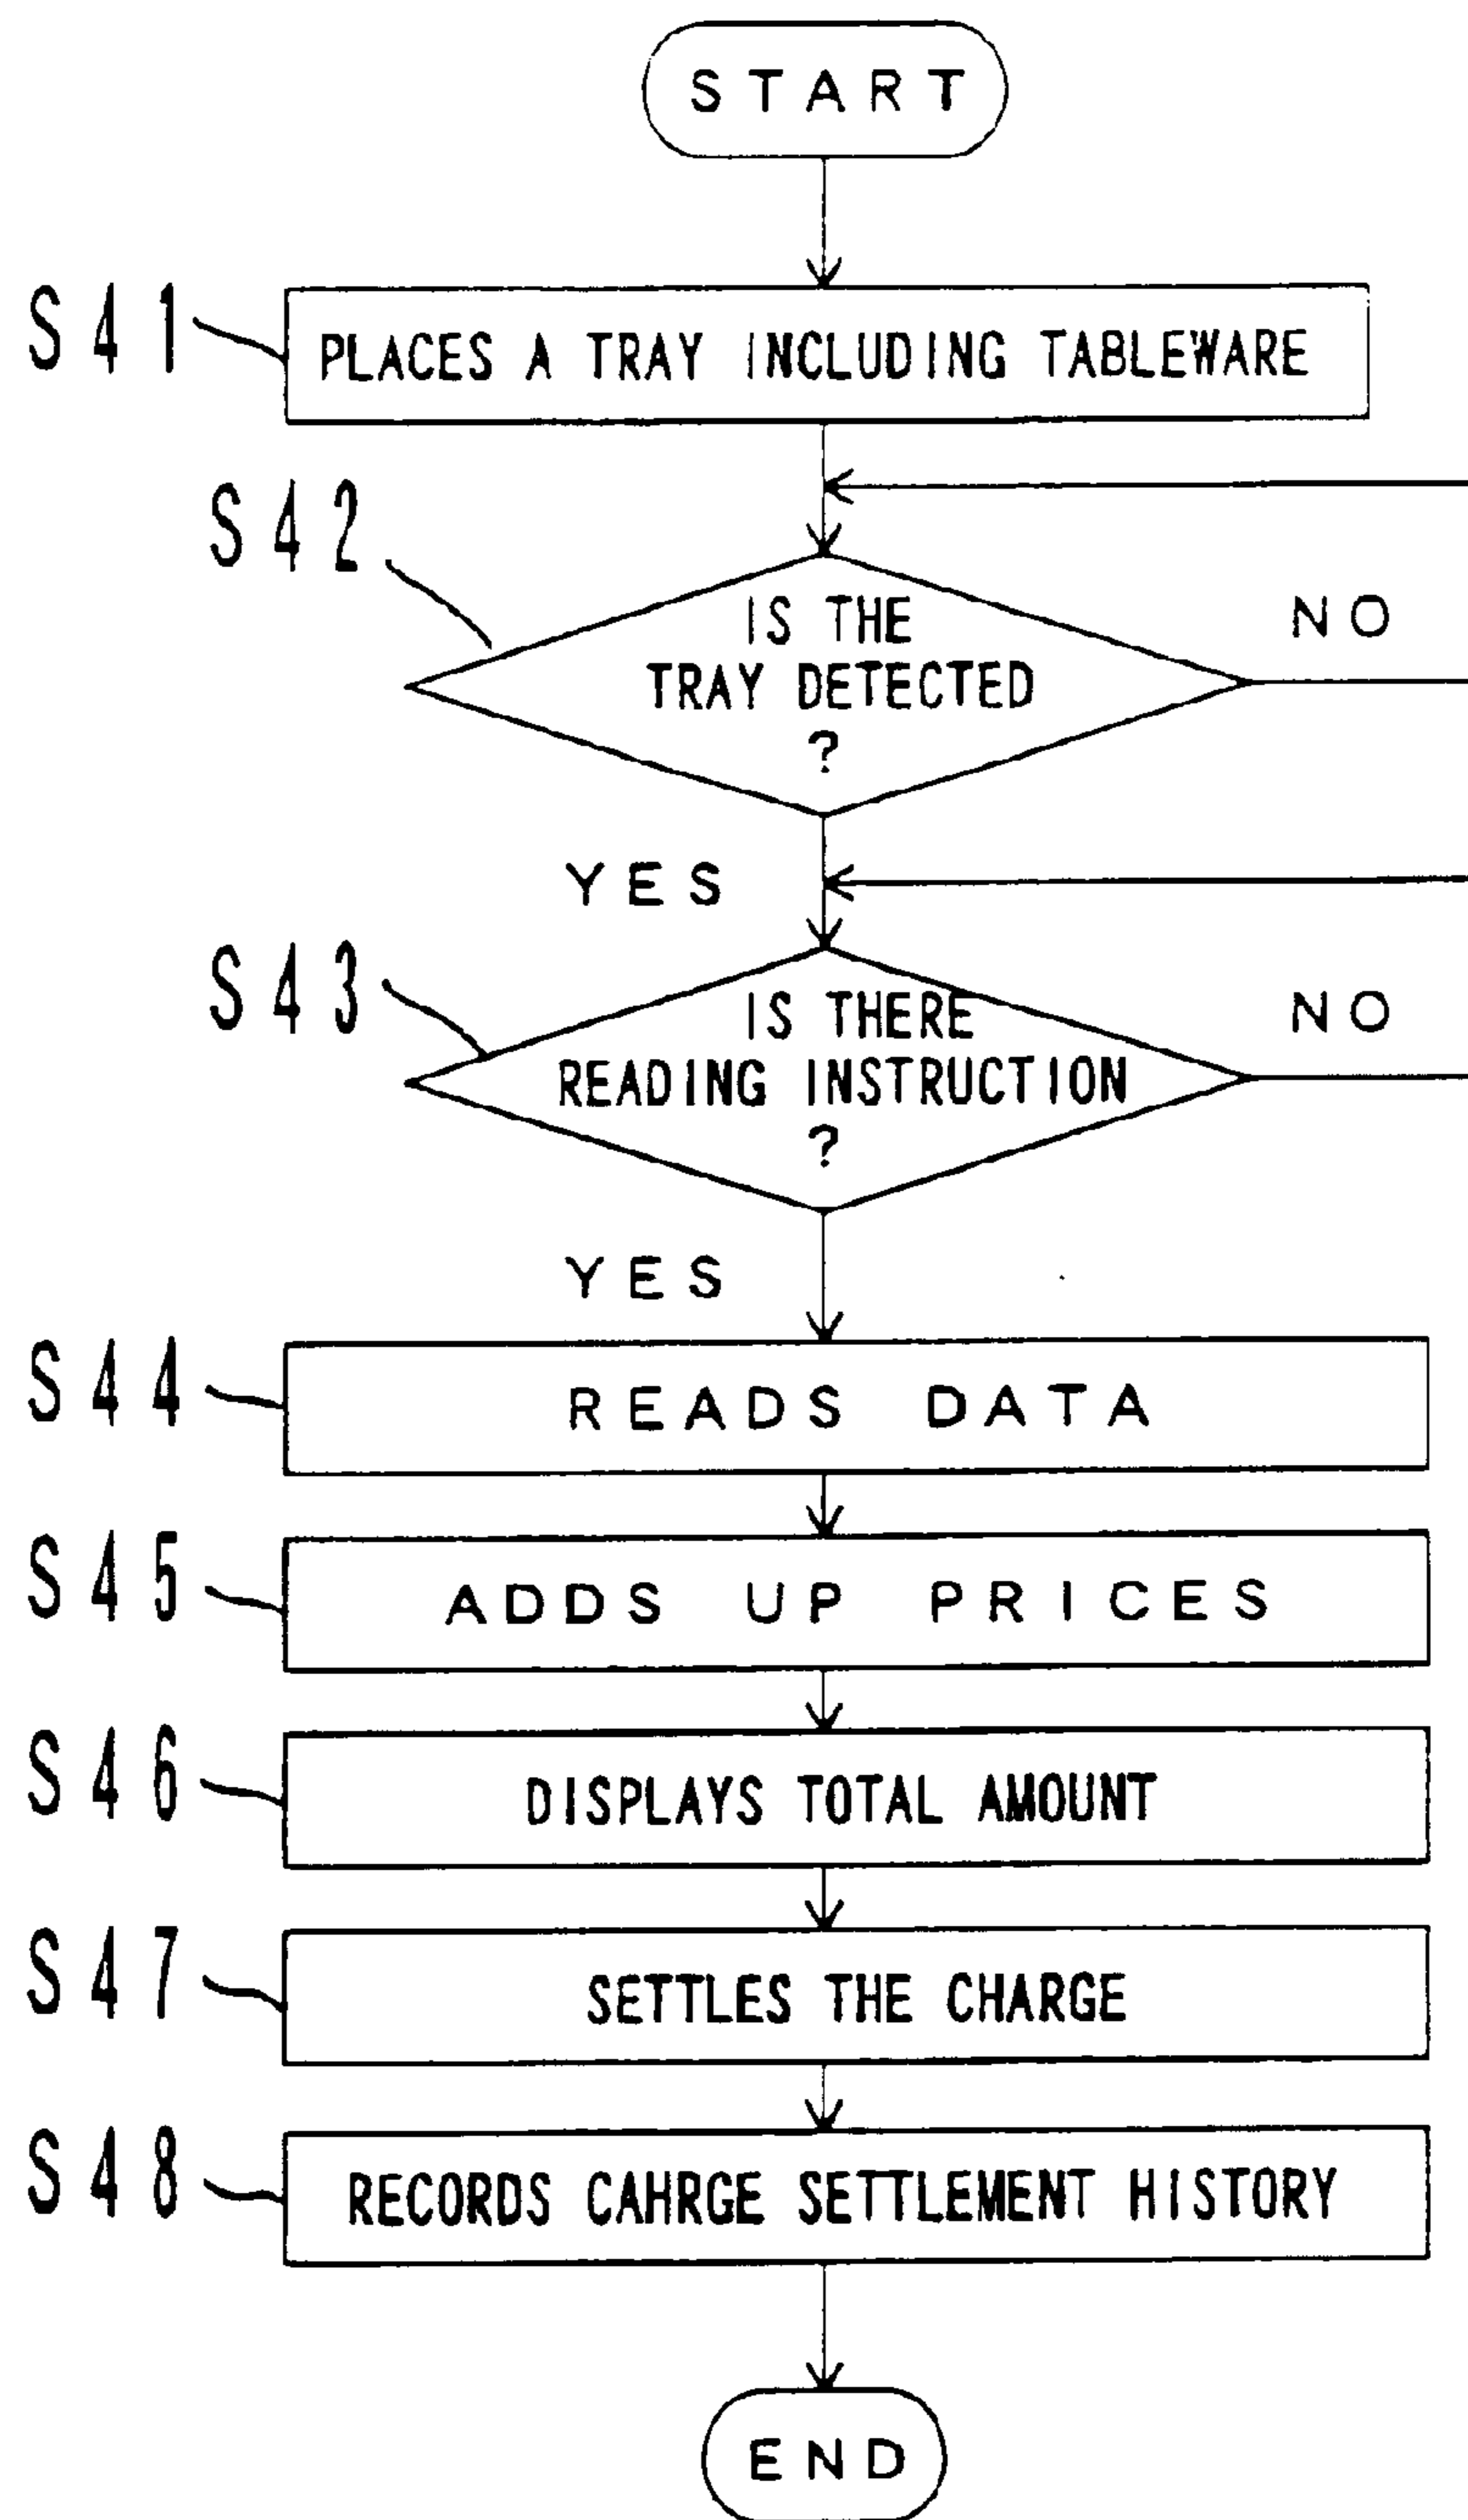 START
S41
PLACES A TRAY INCLUDING TABLEWARE
S42
IS THE
TRAY DETECTED
?
NO
YES
S43
IS THERE
READING INSTRUCTION
?
NO
YES
S44
READS DATA
S45
ADDS UP PRICES
S46
DISPLAYS TOTAL AMOUNT
S47
SETTLES THE CHARGE
S48
RECORDS CAHRGE SETTLEMENT HISTORY
END